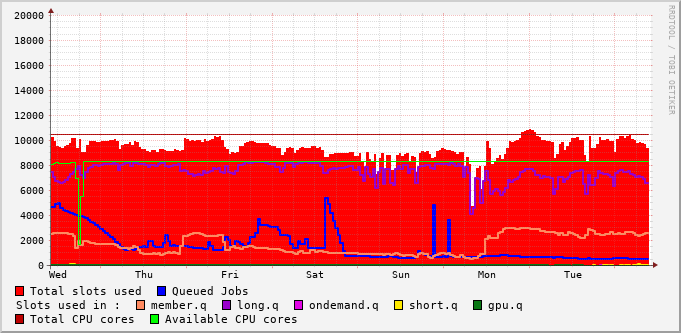 20000
18000
16000
14000
12000
10000
8000
6000
4000
2000
0
Wed Thu Fri Sat Sun Mon Tue
RRDTOOL / TOBI OETIKER
Total slots used Queued Jobs
Slots used in : member.q long.q ondemand.q short.q gpu.q
Total CPU cores Available CPU cores